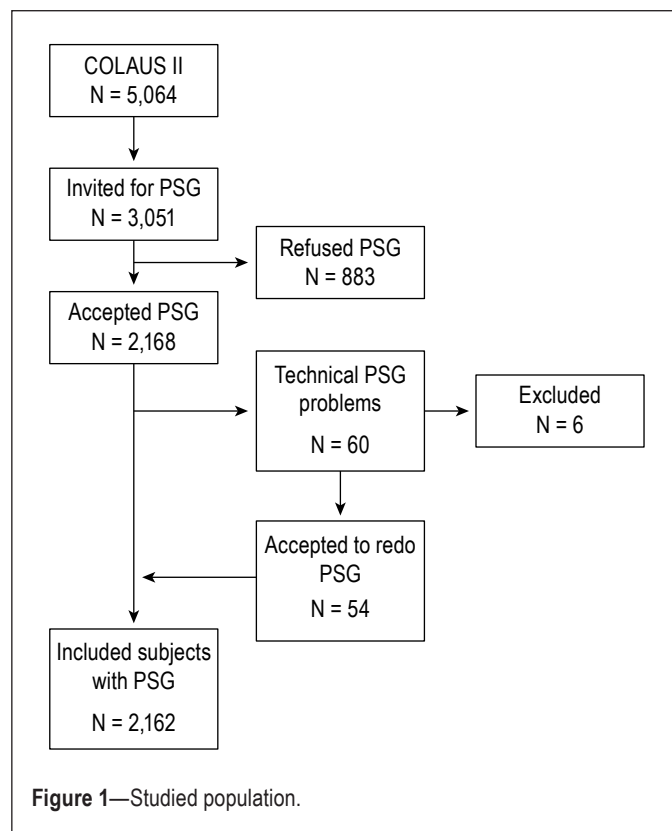 COLAUS II
N = 5,064
Invited for PSG
N = 3,051
Refused PSG
N = 883
Accepted PSG
N = 2,168
Technical PSG
problems
N = 60
Excluded
N = 6
Accepted to redo
PSG
N = 54
Included subjects
with PSG
N = 2,162
Figure 1—Studied population.